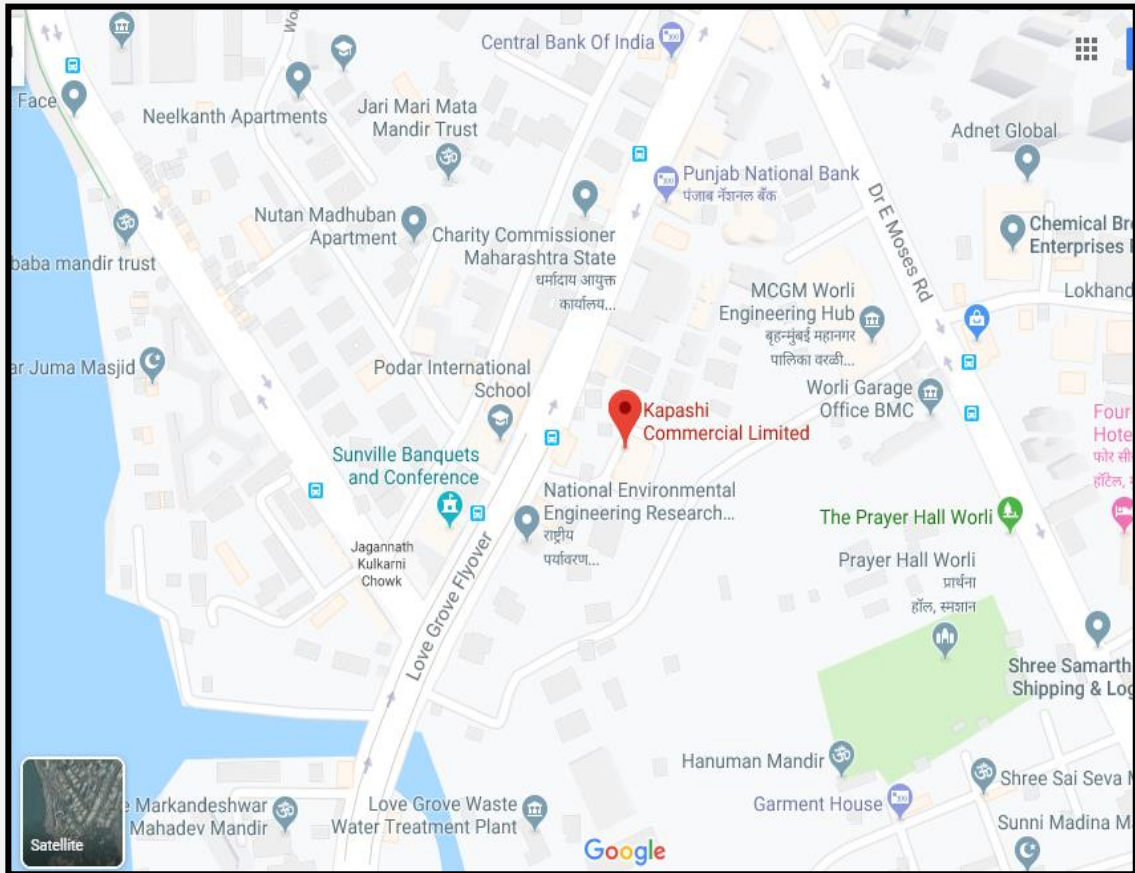 Wo
Central Bank Of India
Face
Neelkanth Apartments
Jari Mari Mata
Mandir Trust
Adnet Global
Punjab National Bank
पंजाब नॅशनल बँक
Dr E Moses Rd
Nutan Madhuban
Apartment
Charity Commissioner
Maharashtra State
धर्मादाय आयुक्त
कार्यालय...
Chemical Bro
Enterprises
baba mandir trust
MCGM Worli
Engineering Hub
बृहन्मुंबई महानगर
पालिका वरळी...
Lokhand
ar Juma Masjid
Podar International
School
Worli Garage
Office BMC
Kapashi
Commercial Limited
Four
Hote
फोर सी
हॉटेल,
Sunville Banquets
and Conference
National Environmental
Engineering Research...
राष्ट्रीय
पर्यावरण...
The Prayer Hall Worli
Jagannath
Kulkarni
Chowk
Prayer Hall Worli
प्रार्थना
हॉल, स्मशान
Love Grove Flyover
Shree Samarth
Shipping & Log
Hanuman Mandir
Shree Sai Seva
Garment House
e Markandeshwar
Mahadev Mandir
Love Grove Waste
Water Treatment Plant
Sunni Madina M
Satellite
Google